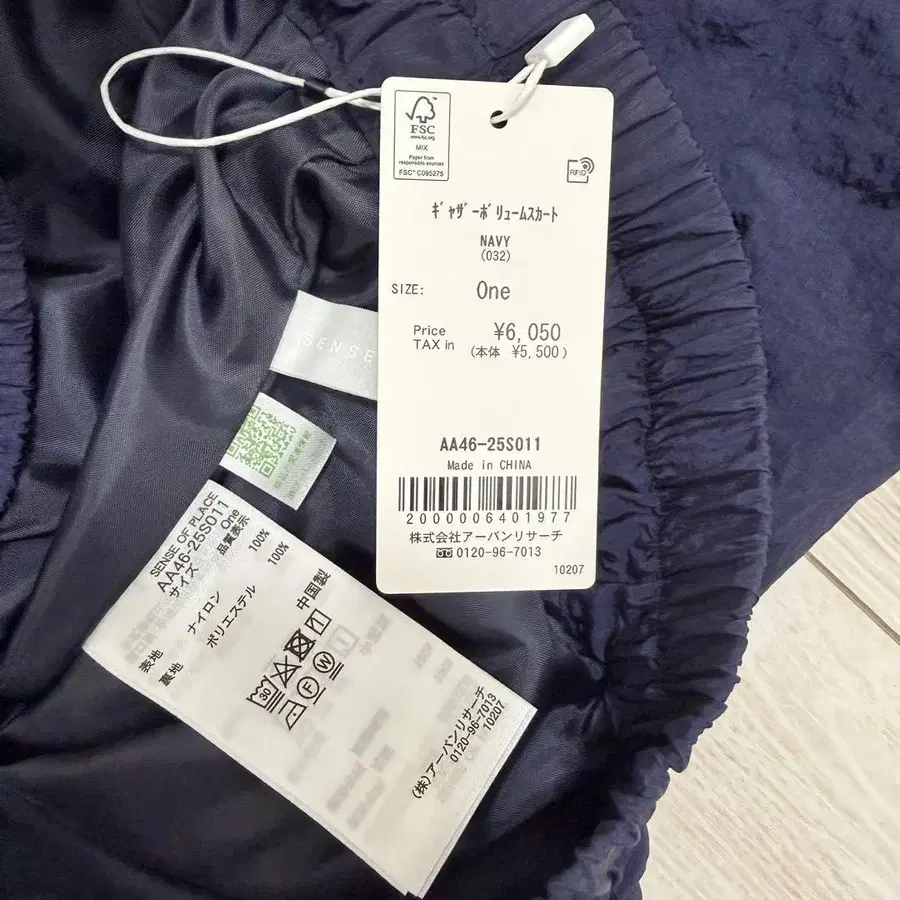 FSC
www.fsc.org
MIX
Paper from
responsible sources
FSC™ C095275
RFID
ギャザーボリュームスカート
NAVY
(032)
SIZE: One
Price
TAX in
¥6,050
(本体 ¥5,500)
AA46-25S011
Made in CHINA
2000006401977
株式会社アーバンリサーチ
0120-96-7013
10207
SENSE
SENSE OF PLACE
AA46-25S011
サイズ One
品質表示
表地 ナイロン 100%
裏地 ポリエステル 100%
中国製
30
F W
(株)アーバンリサーチ
0120-96-7013
10207